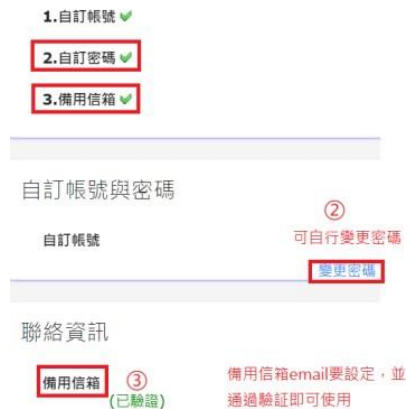 1.自訂帳號
2.自訂密碼
3.備用信箱
自訂帳號與密碼
②
自訂帳號
可自行變更密碼
變更密碼
聯絡資訊
備用信箱 ③
(已驗證)
備用信箱email要設定，並
通過驗証即可使用